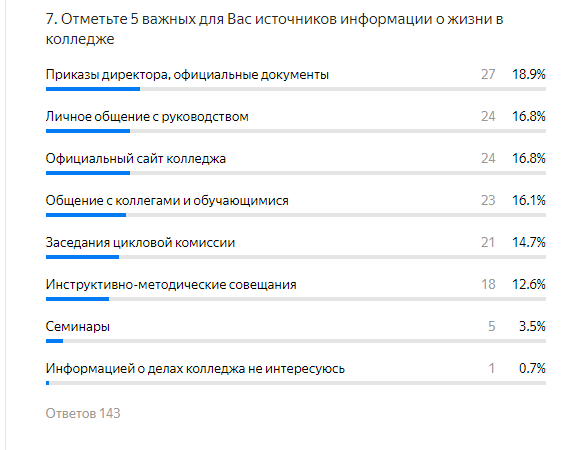 7. Отметьте 5 важных для Вас источников информации о жизни в
колледже
Приказы директора, официальные документы 27 18.9%
Личное общение с руководством 24 16.8%
Официальный сайт колледжа 24 16.8%
Общение с коллегами и обучающимися 23 16.1%
Заседания цикловой комиссии 21 14.7%
Инструктивно-методические совещания 18 12.6%
Семинары 5 3.5%
Информацией о делах колледжа не интересуюсь 1 0.7%
Ответов 143